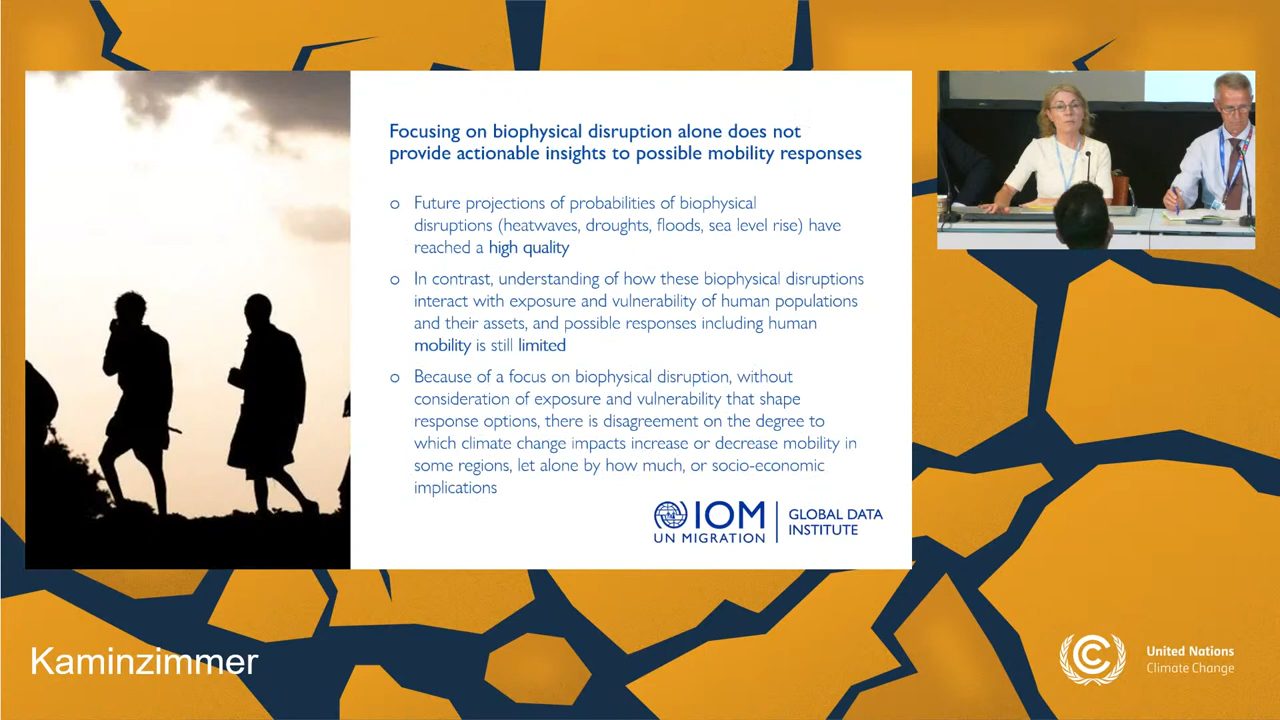 Focusing on biophysical disruption alone does not
provide actionable insights to possible mobility responses
o Future projections of probabilities of biophysical
disruptions (heatwaves, droughts, floods, sea level rise) have
reached a high quality
o In contrast, understanding of how these biophysical disruptions
interact with exposure and vulnerability of human populations
and their assets, and possible responses including human
mobility is still limited
o Because of a focus on biophysical disruption, without
consideration of exposure and vulnerability that shape
response options, there is disagreement on the degree to
which climate change impacts increase or decrease mobility in
some regions, let alone by how much, or socio-economic
implications
IOM
UN MIGRATION
GLOBAL DATA
INSTITUTE
Kaminzimmer
United Nations
Climate Change